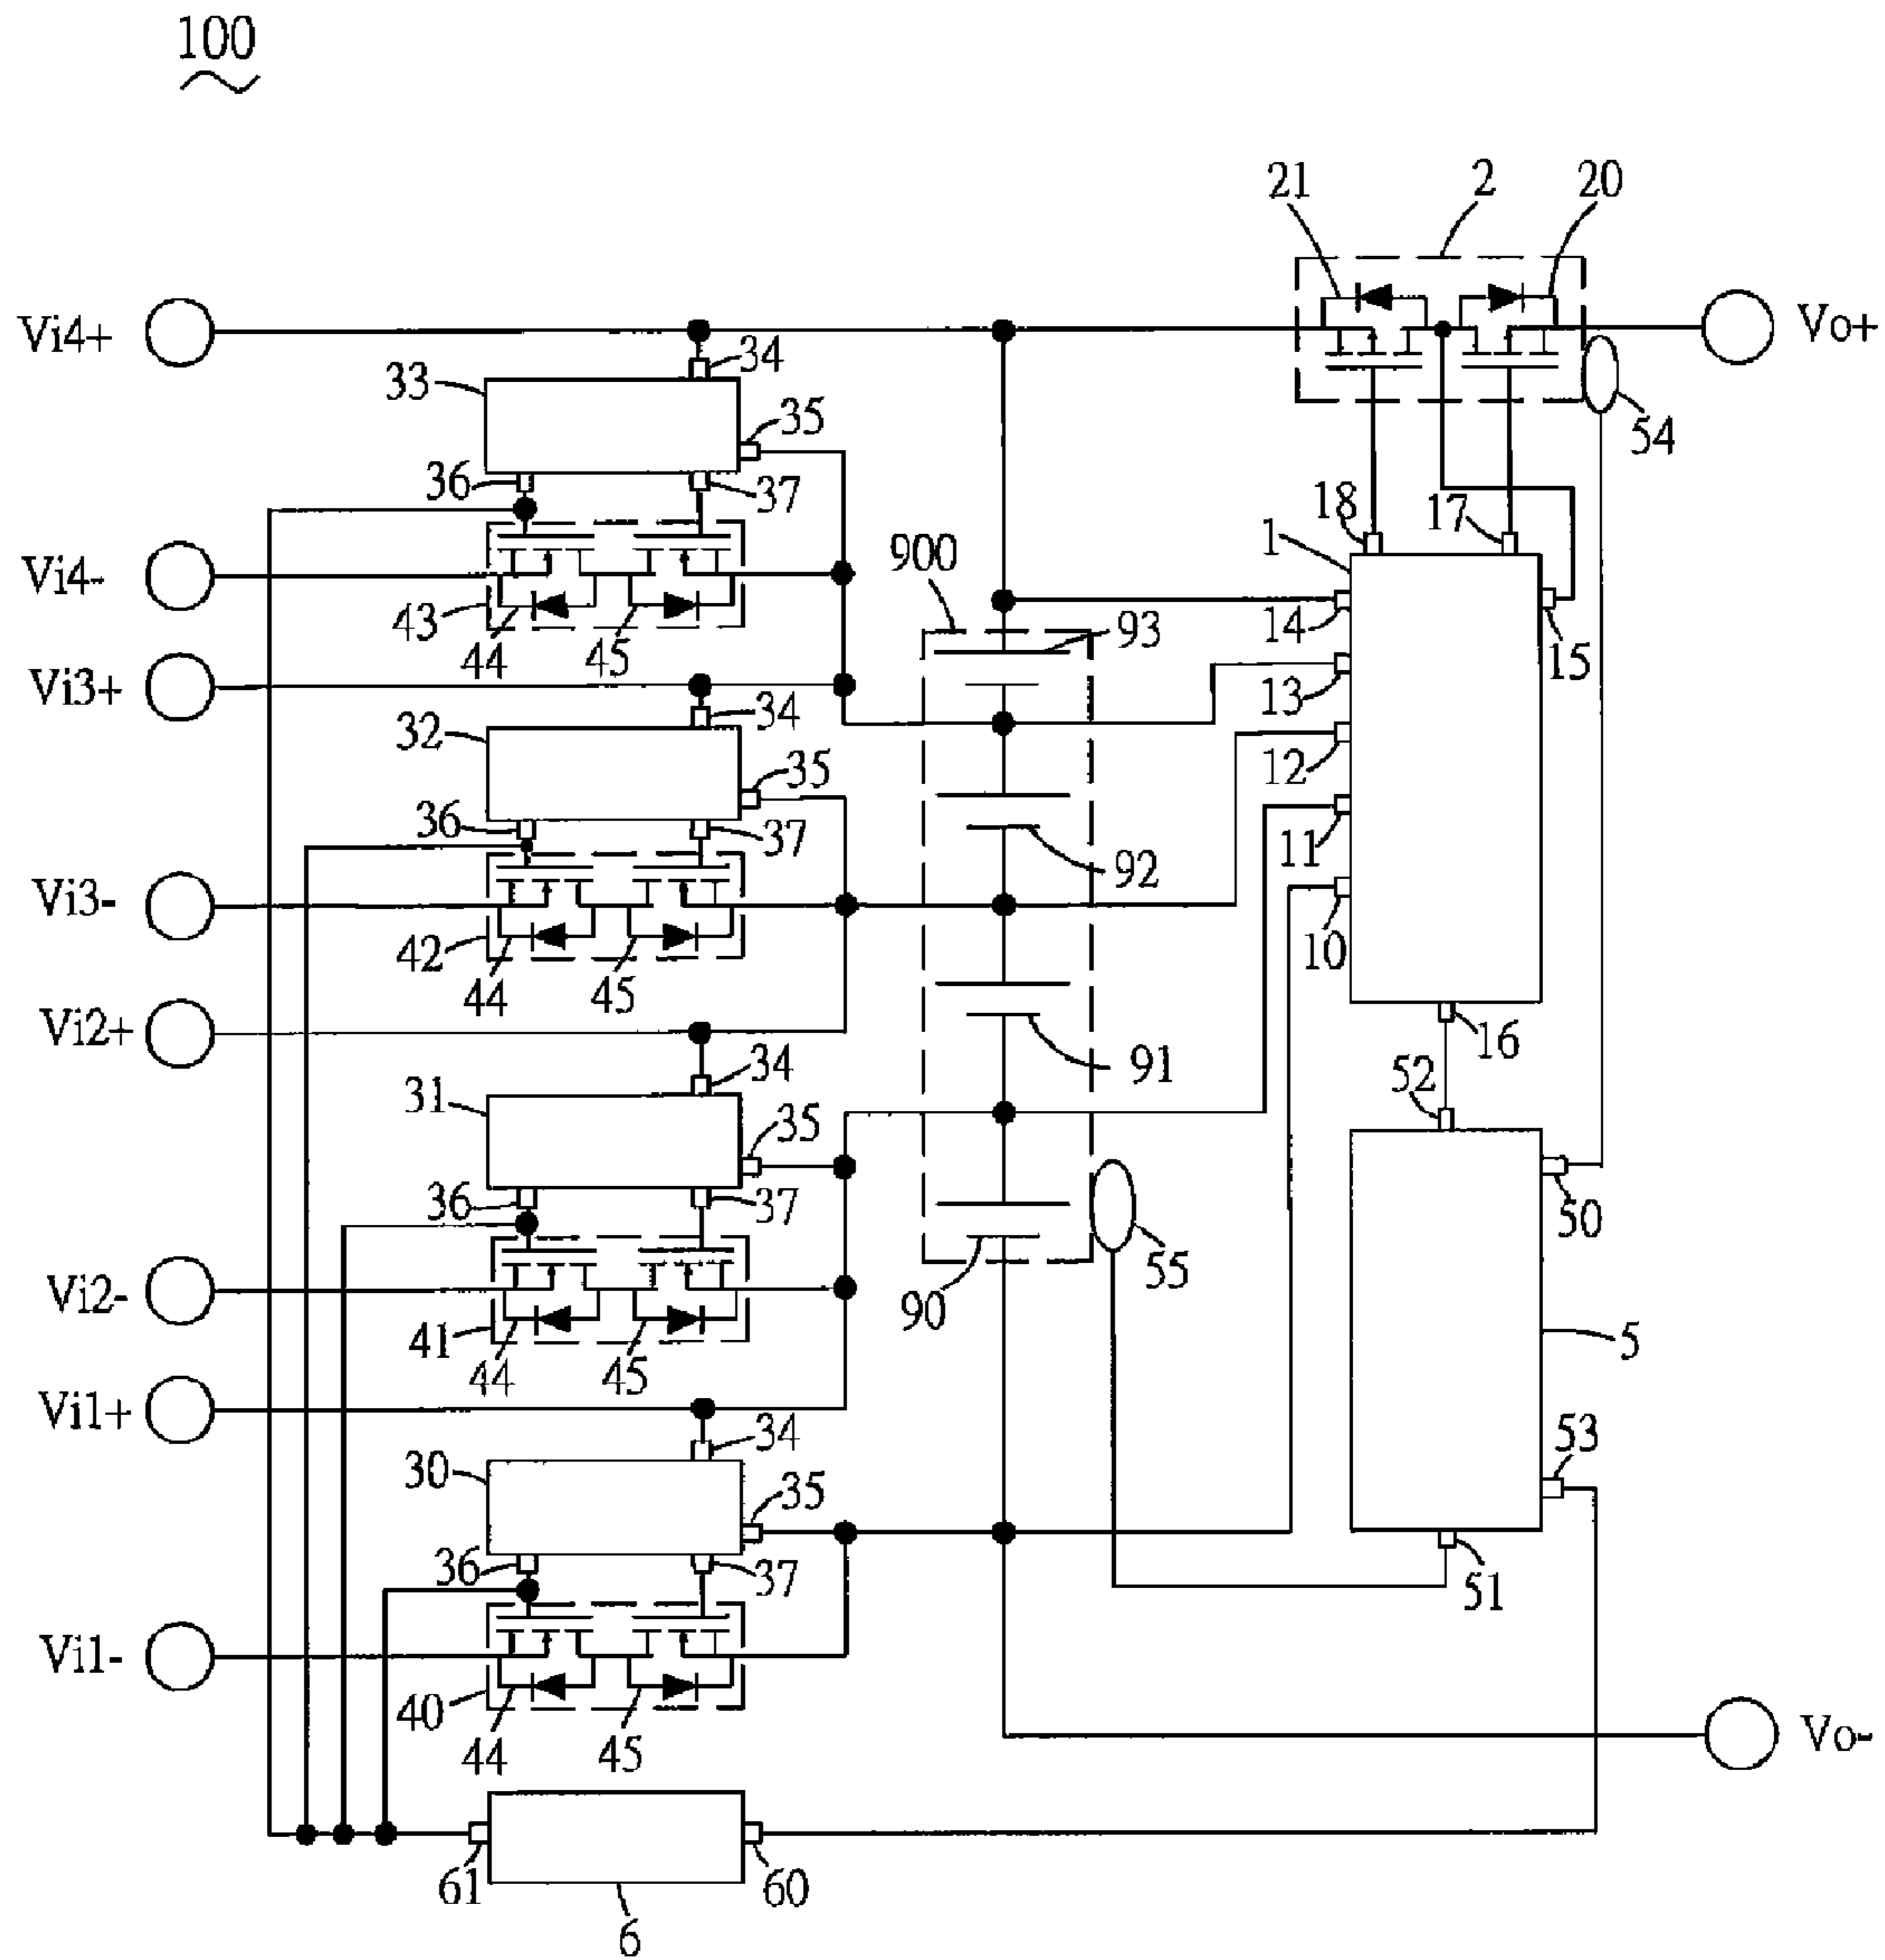 100
21 2 20
Vi4+ Vo+
33 34
35 54
36 37 18 17
900 1
Vi4-
43 44 45 14 93 15
Vi3+ 13
32 34
35 12
36 37 11 92
Vi3- 10
42 44 45
Vi2+ 16
34 91 52
31 35
36 37 50
55
Vi2- 90
41 44 45 5
Vi1+
34 53
30 35
36 37 51
Vi1-
40 44 45 Vo-
61 60
6